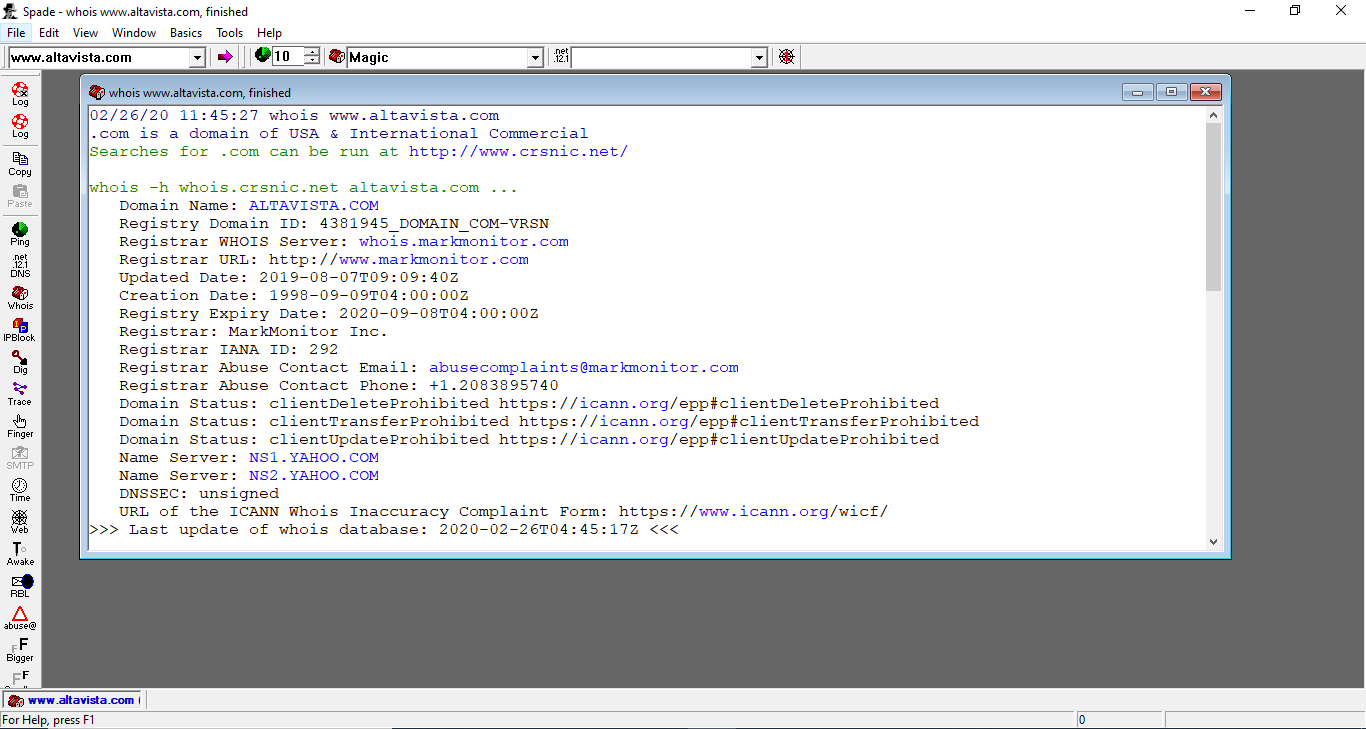 Spade - whois www.altavista.com, finished
File Edit View Window Basics Tools Help
www.altavista.com 10 Magic .net .12.1
whois www.altavista.com, finished
02/26/20 11:45:27 whois www.altavista.com
.com is a domain of USA & International Commercial
Searches for .com can be run at http://www.crsnic.net/
whois -h whois.crsnic.net altavista.com ...
Domain Name: ALTAVISTA.COM
Registry Domain ID: 4381945_DOMAIN_COM-VRSN
Registrar WHOIS Server: whois.markmonitor.com
Registrar URL: http://www.markmonitor.com
Updated Date: 2019-08-07T09:09:40Z
Creation Date: 1998-09-09T04:00:00Z
Registry Expiry Date: 2020-09-08T04:00:00Z
Registrar: MarkMonitor Inc.
Registrar IANA ID: 292
Registrar Abuse Contact Email: abusecomplaints@markmonitor.com
Registrar Abuse Contact Phone: +1.2083895740
Domain Status: clientDeleteProhibited https://icann.org/epp#clientDeleteProhibited
Domain Status: clientTransferProhibited https://icann.org/epp#clientTransferProhibited
Domain Status: clientUpdateProhibited https://icann.org/epp#clientUpdateProhibited
Name Server: NS1.YAHOO.COM
Name Server: NS2.YAHOO.COM
DNSSEC: unsigned
URL of the ICANN Whois Inaccuracy Complaint Form: https://www.icann.org/wicf/
>>> Last update of whois database: 2020-02-26T04:45:17Z <<<
Log
Log
Copy
Paste
Ping
.net
.12.1
DNS
Whois
IP
IPBlock
Dig
Trace
Finger
SMTP
Time
Web
T
Awake
RBL
abuse@
FF
Bigger
FF
www.altavista.com
For Help, press F1
0